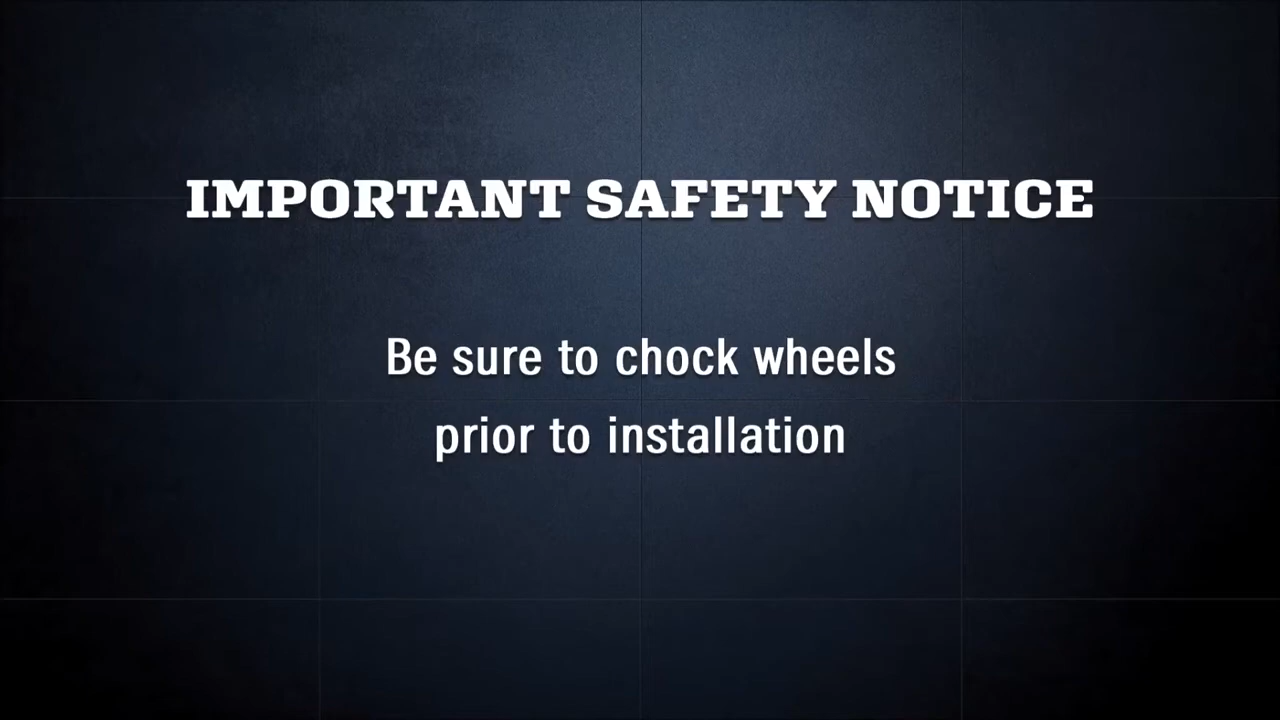 IMPORTANT SAFETY NOTICE
Be sure to chock wheels
prior to installation